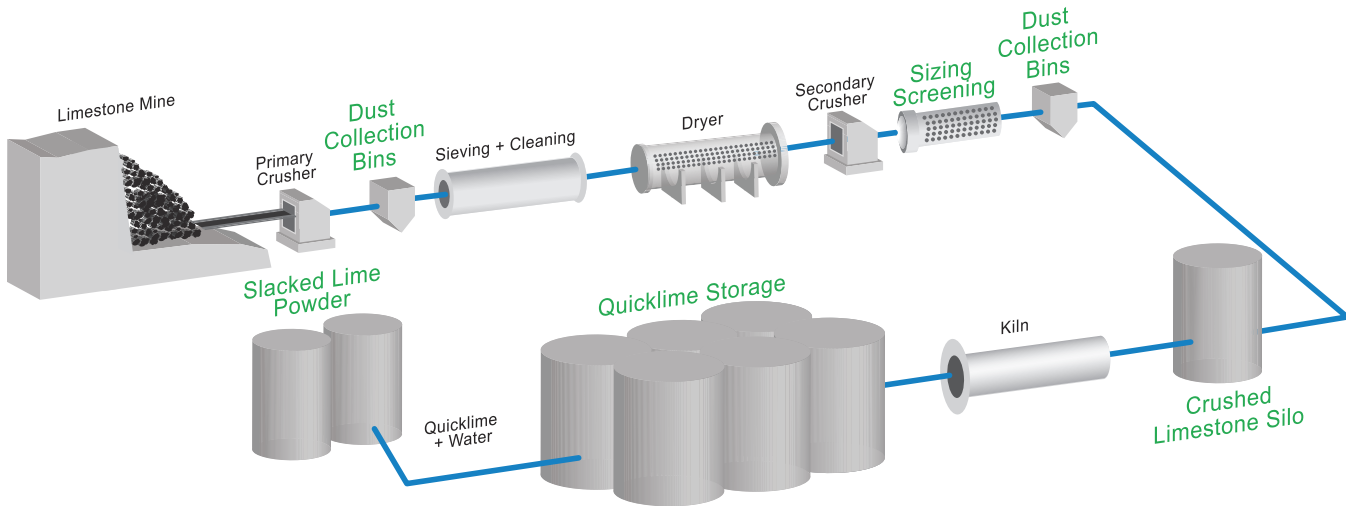 Limestone Mine
Primary
Crusher
Dust
Collection
Bins
Sieving + Cleaning
Dryer
Secondary
Crusher
Sizing
Screening
Dust
Collection
Bins
Slacked Lime
Powder
Quicklime
+ Water
Quicklime Storage
Kiln
Crushed
Limestone Silo